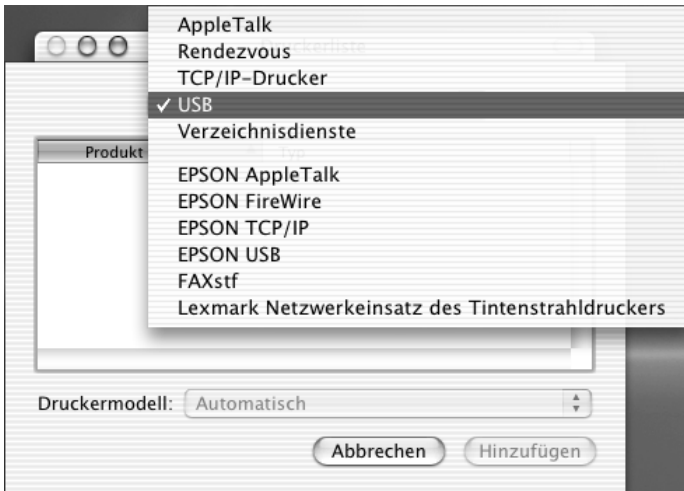 AppleTalk
Rendezvous
TCP/IP-Drucker
✓ USB
Verzeichnisdienste
EPSON AppleTalk
EPSON FireWire
EPSON TCP/IP
EPSON USB
FAXstf
Lexmark Netzwerkeinsatz des Tintenstrahldruckers
Produkt
Typ
Druckermodell: Automatisch
Abbrechen Hinzufügen